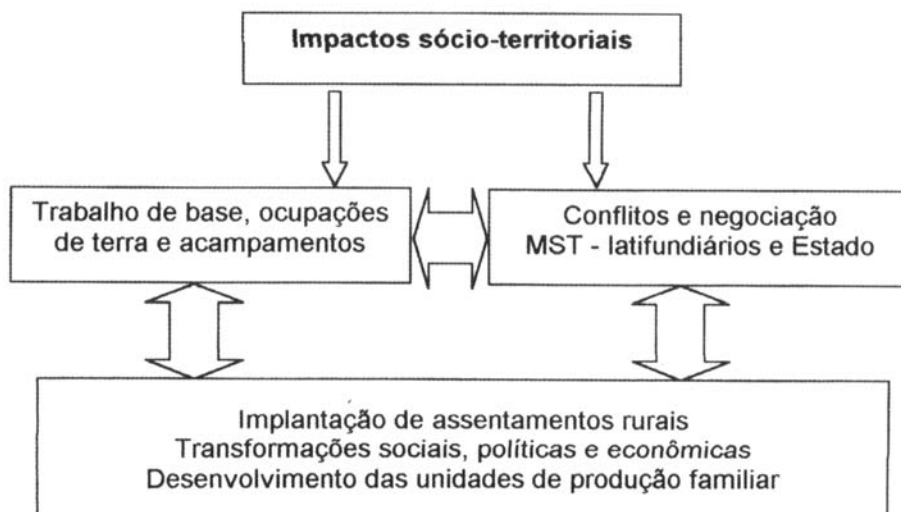 Impactos sócio-territoriais
Trabalho de base, ocupações
de terra e acampamentos
Conflitos e negociação
MST - latifundiários e Estado
Implantação de assentamentos rurais
Transformações sociais, políticas e econômicas
Desenvolvimento das unidades de produção familiar